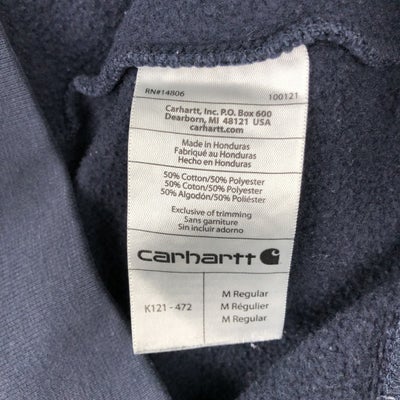 RN#14806 100121
Carhartt, Inc. P.O. Box 600
Dearborn, MI 48121 USA
carhartt.com
Made in Honduras
Fabriqué au Honduras
Hecho en Honduras
50% Cotton/50% Polyester
50% Coton/50% Polyester
50% Algodón/50% Poliéster
Exclusive of trimming
Sans garniture
Sin incluir adorno
carhartt
K121 - 472
M Regular
M Régulier
M Regular